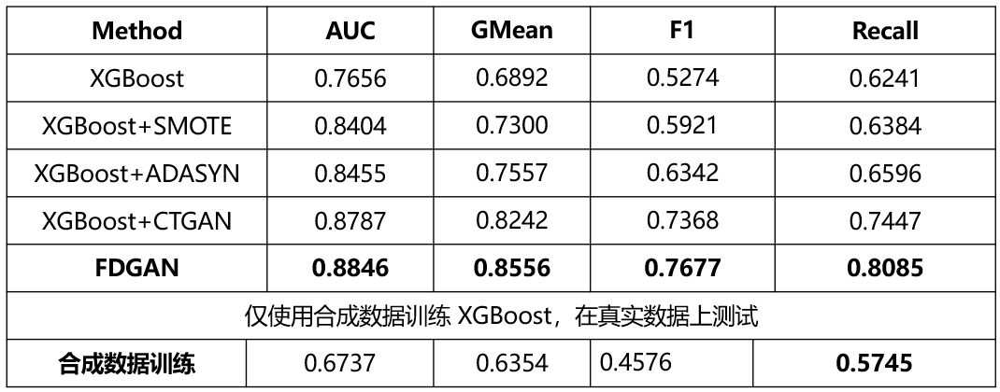 Method AUC GMean F1 Recall
XGBoost 0.7656 0.6892 0.5274 0.6241
XGBoost+SMOTE 0.8404 0.7300 0.5921 0.6384
XGBoost+ADASYN 0.8455 0.7557 0.6342 0.6596
XGBoost+CTGAN 0.8787 0.8242 0.7368 0.7447
FDGAN 0.8846 0.8556 0.7677 0.8085
仅使用合成数据训练 XGBoost，在真实数据上测试
合成数据训练 0.6737 0.6354 0.4576 0.5745